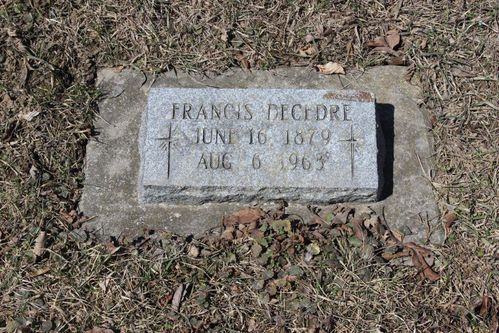 FRANCIS DECEDRE
JUNE 16 1879
AUG 6 1963